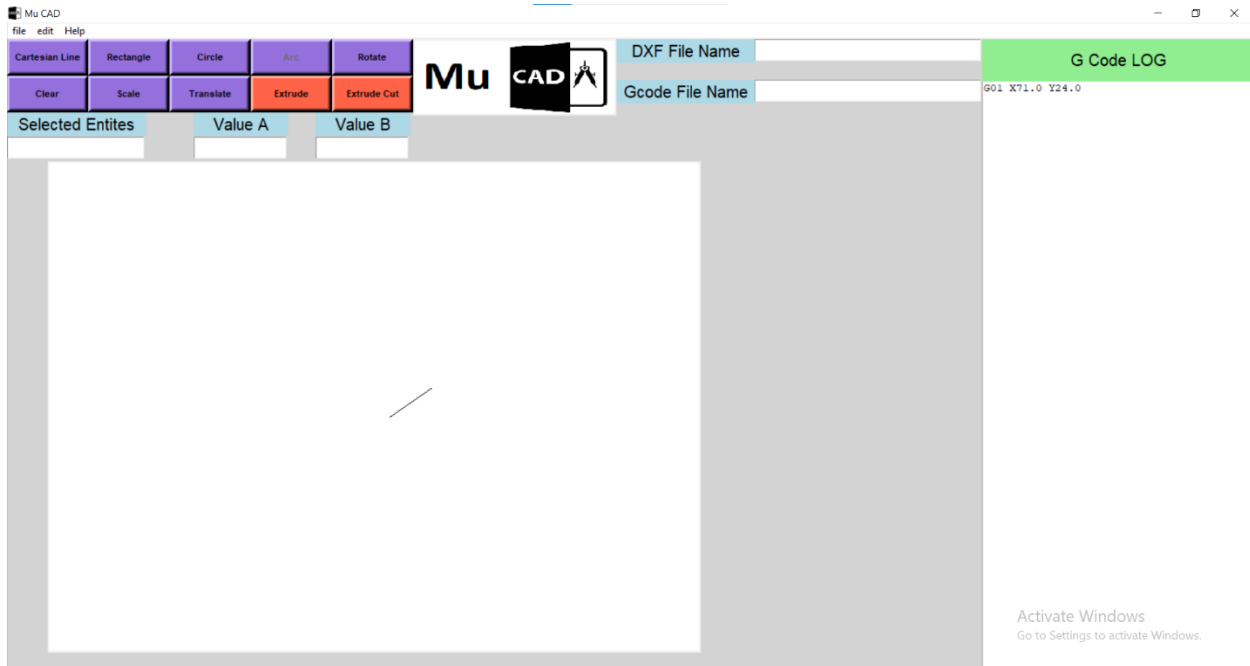 Mu CAD
file edit Help
Cartesian Line Rectangle Circle Arc Rotate
Clear Scale Translate Extrude Extrude Cut
Mu CAD
DXF File Name
Gcode File Name
G Code LOG
G01 X71.0 Y24.0
Selected Entites Value A Value B
Activate Windows
Go to Settings to activate Windows.